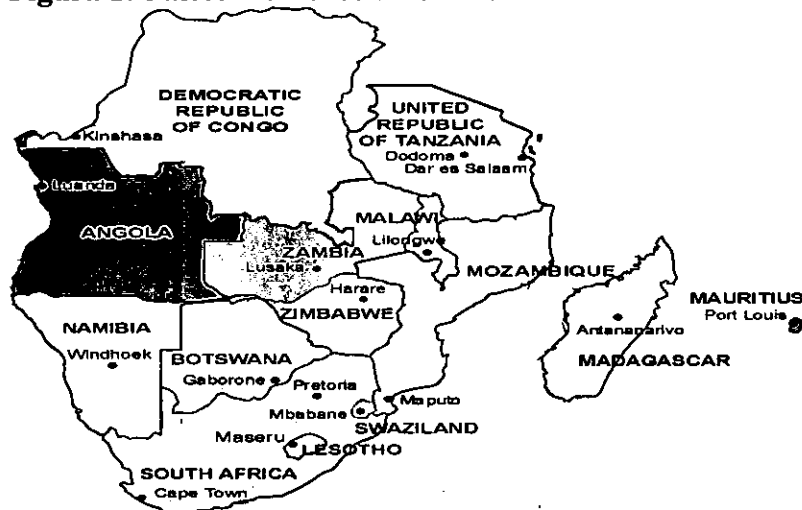 DEMOCRATIC
REPUBLIC
OF CONGO
Kinshasa
UNITED
REPUBLIC
OF TANZANIA
Dodoma
Dar es Salaam
Luanda
ANGOLA
MALAWI
Lilongwe
ZAMBIA
Lusaka
MOZAMBIQUE
Harare
ZIMBABWE
MAURITIUS
Port Louis
Antananarivo
MADAGASCAR
NAMIBIA
Windhoek
BOTSWANA
Gaborone
Pretoria
Mbabane
Maputo
SWAZILAND
Maseru
LESOTHO
SOUTH AFRICA
Cape Town